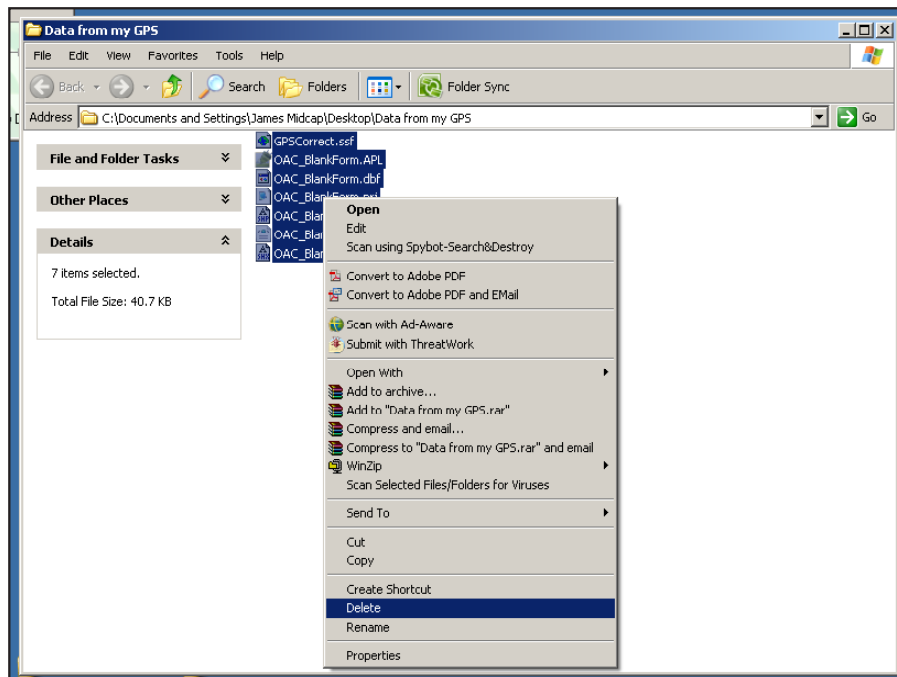 Data from my GPS
File Edit View Favorites Tools Help
Back Search Folders Folder Sync
Address C:\Documents and Settings\James Midcap\Desktop\Data from my GPS Go
File and Folder Tasks
Other Places
Details
7 items selected.
Total File Size: 40.7 KB
GPSCorrect.ssf
OAC_BlankForm.APL
OAC_BlankForm.dbf
OAC_BlankForm.prj
OAC_Blan
OAC_Blan
OAC_Blan
Open
Edit
Scan using Spybot-Search&Destroy
Convert to Adobe PDF
Convert to Adobe PDF and EMail
Scan with Ad-Aware
Submit with ThreatWork
Open With
Add to archive...
Add to "Data from my GPS.rar"
Compress and email...
Compress to "Data from my GPS.rar" and email
WinZip
Scan Selected Files/Folders for Viruses
Send To
Cut
Copy
Create Shortcut
Delete
Rename
Properties